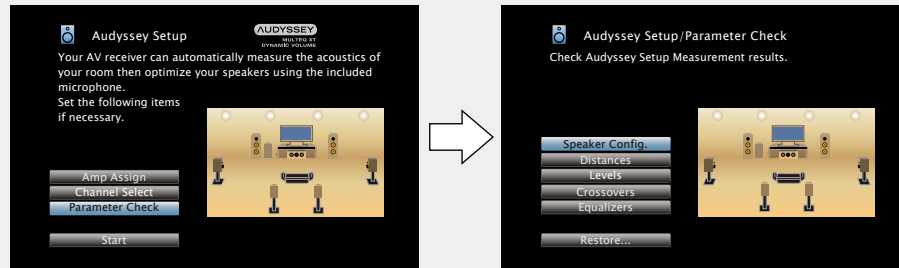 Audyssey Setup
AUDYSSEY
MULTEQ XT
DYNAMIC VOLUME
Your AV receiver can automatically measure the acoustics of
your room then optimize your speakers using the included
microphone.
Set the following items
if necessary.
Amp Assign
Channel Select
Parameter Check
Start
Audyssey Setup/Parameter Check
Check Audyssey Setup Measurement results.
Speaker Config.
Distances
Levels
Crossovers
Equalizers
Restore...